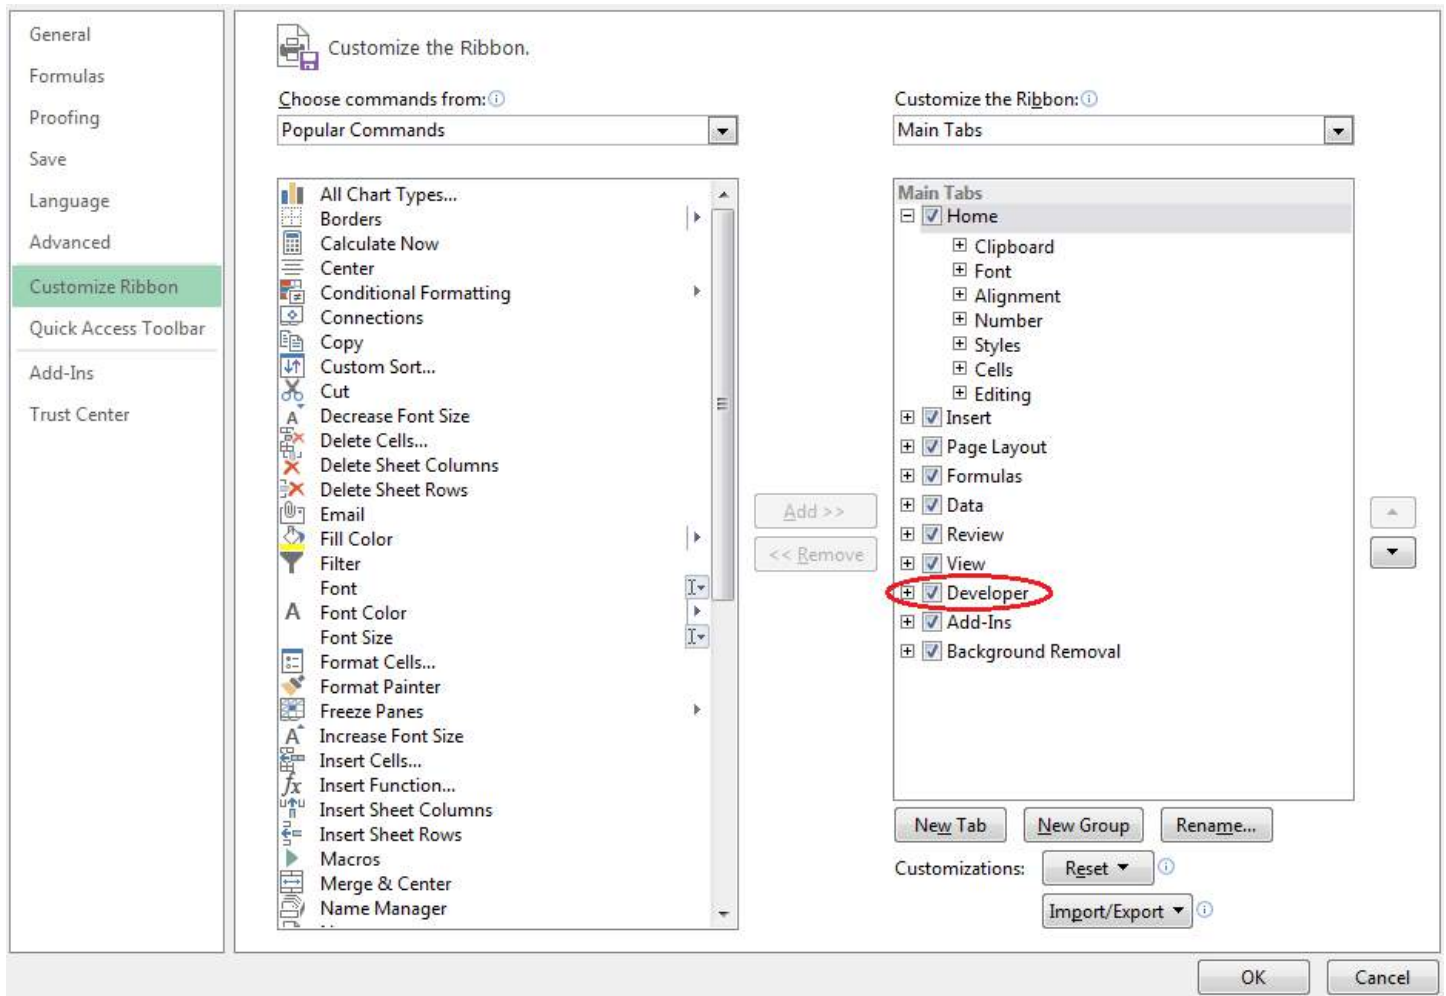 General
Formulas
Proofing
Save
Language
Advanced
Customize Ribbon
Quick Access Toolbar
Add-Ins
Trust Center
Customize the Ribbon.
Choose commands from:
Popular Commands
All Chart Types...
Borders
Calculate Now
Center
Conditional Formatting
Connections
Copy
Custom Sort...
Cut
Decrease Font Size
Delete Cells...
Delete Sheet Columns
Delete Sheet Rows
Email
Fill Color
Filter
Font
Font Color
Font Size
Format Cells...
Format Painter
Freeze Panes
Increase Font Size
Insert Cells...
Insert Function...
Insert Sheet Columns
Insert Sheet Rows
Macros
Merge & Center
Name Manager
Add >>
<< Remove
Customize the Ribbon:
Main Tabs
Main Tabs
Home
Clipboard
Font
Alignment
Number
Styles
Cells
Editing
Insert
Page Layout
Formulas
Data
Review
View
Developer
Add-Ins
Background Removal
New Tab
New Group
Rename...
Customizations:
Reset
Import/Export
OK
Cancel